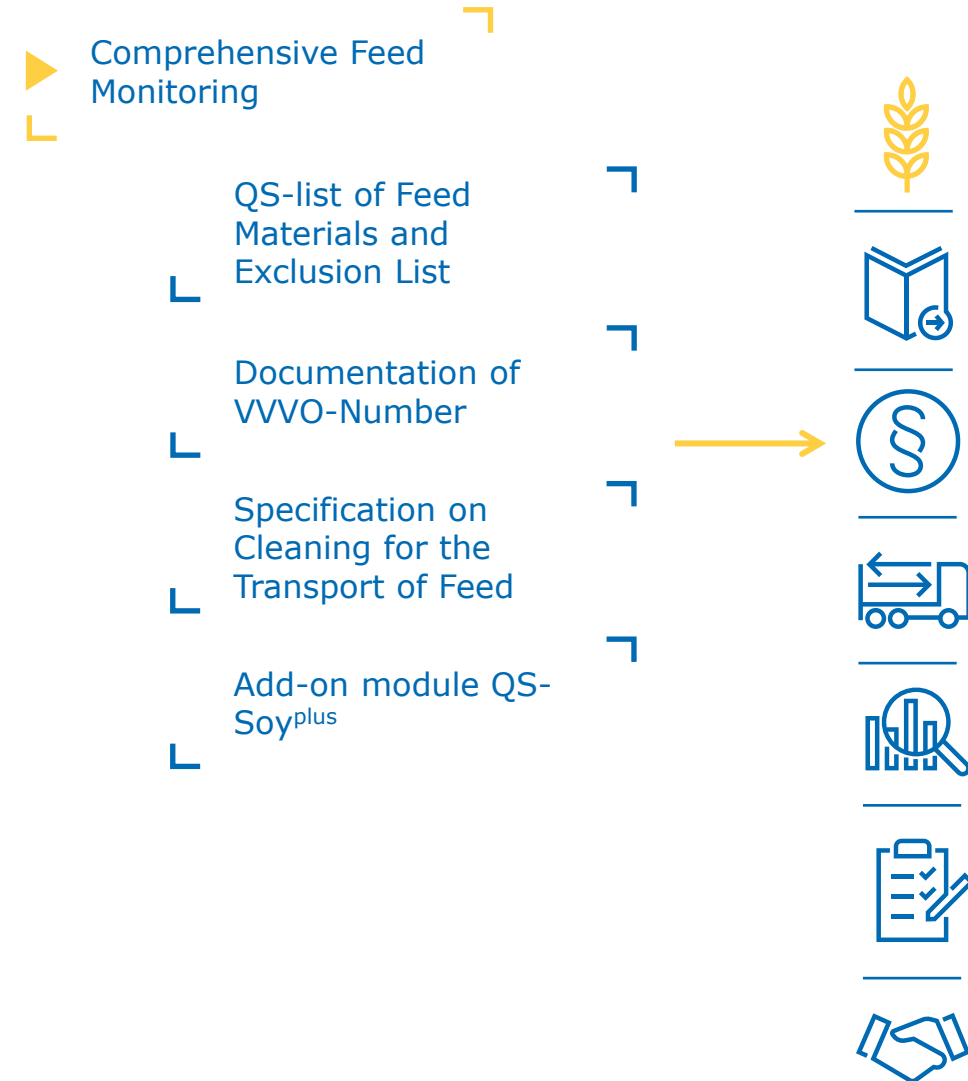 Comprehensive Feed
Monitoring
QS-list of Feed
Materials and
Exclusion List
Documentation of
VVVO-Number
Specification on
Cleaning for the
Transport of Feed
Add-on module QS-
Soyplus
§